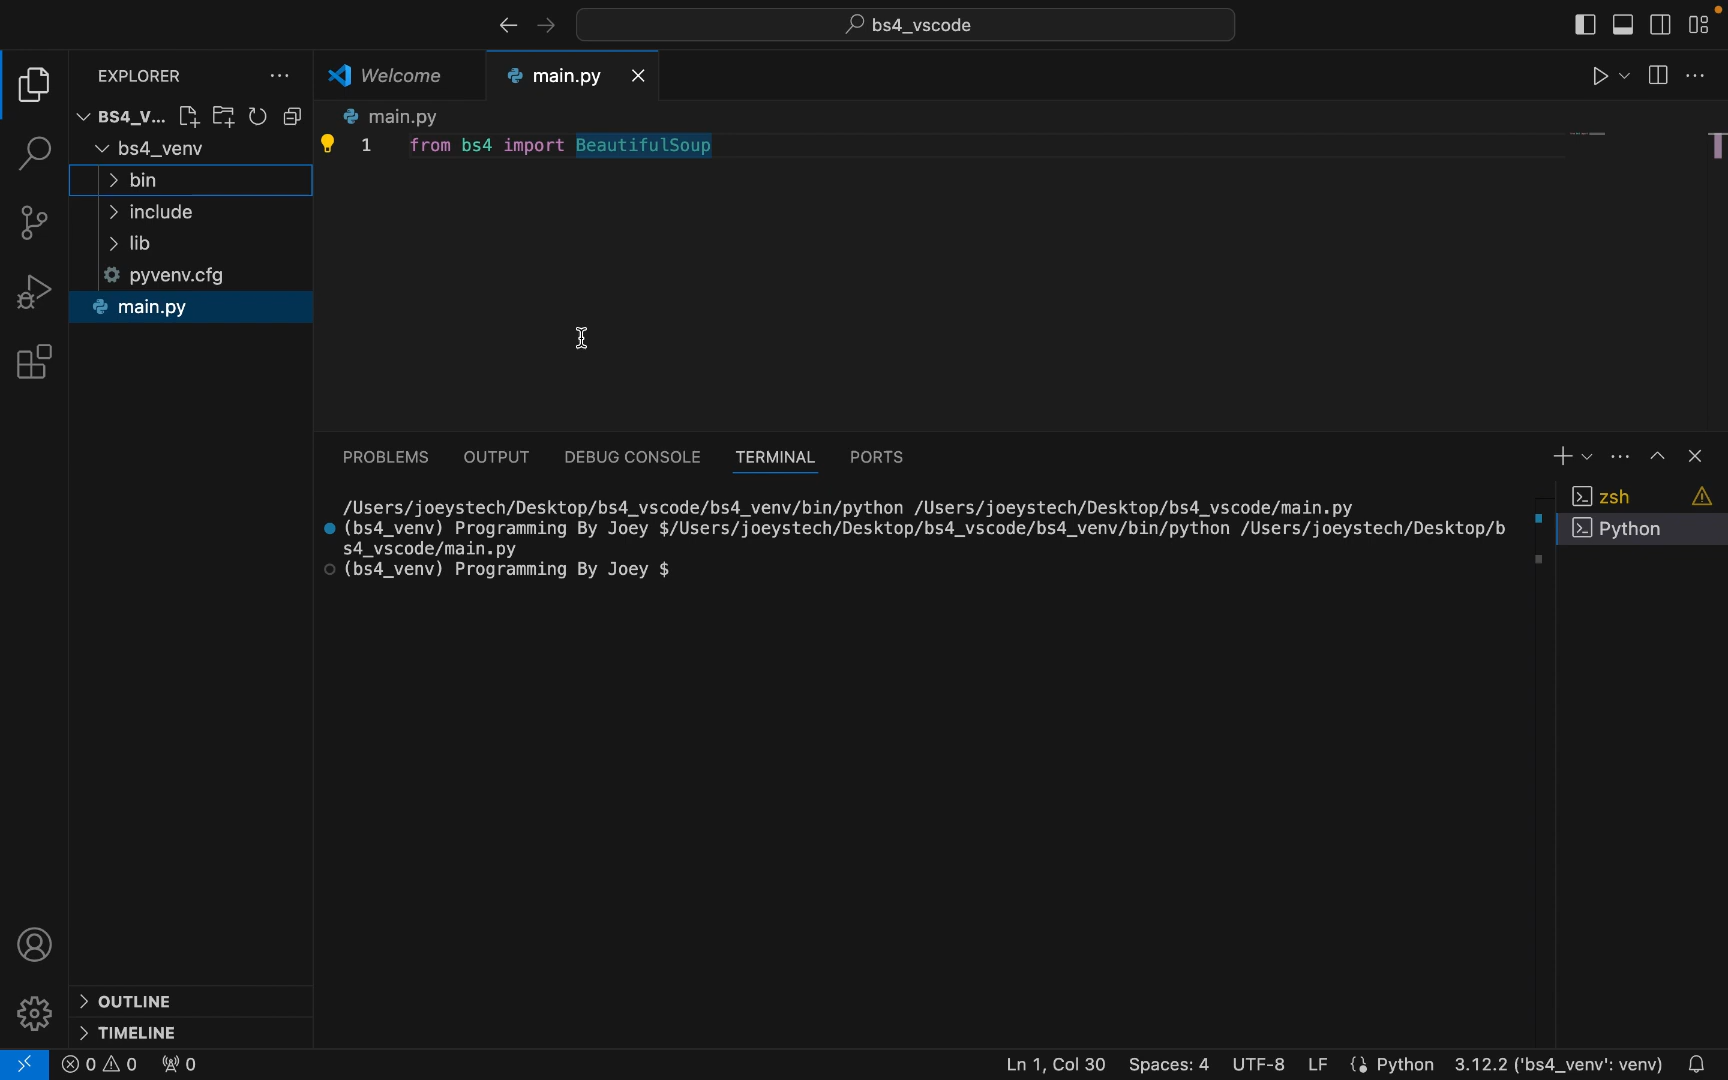 bs4_vscode
EXPLORER
Welcome
main.py
BS4_V...
main.py
bs4_venv
1 from bs4 import BeautifulSoup
bin
include
lib
pyvenv.cfg
main.py
PROBLEMS OUTPUT DEBUG CONSOLE TERMINAL PORTS
/Users/joeystech/Desktop/bs4_vscode/bs4_venv/bin/python /Users/joeystech/Desktop/bs4_vscode/main.py
(bs4_venv) Programming By Joey $/Users/joeystech/Desktop/bs4_vscode/bs4_venv/bin/python /Users/joeystech/Desktop/b
s4_vscode/main.py
(bs4_venv) Programming By Joey $
zsh
Python
OUTLINE
TIMELINE
0 0 0 Ln 1, Col 30 Spaces: 4 UTF-8 LF Python 3.12.2 ('bs4_venv': venv)